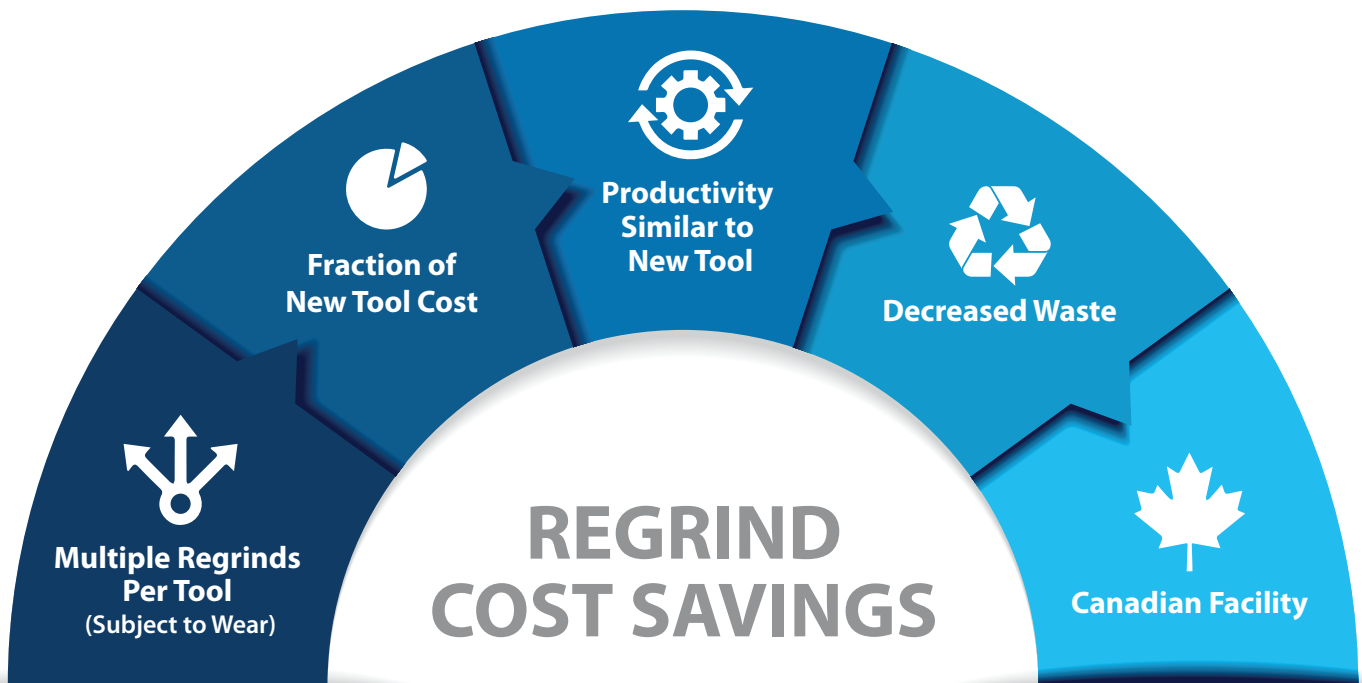 Multiple Regrinds
Per Tool
(Subject to Wear)
Fraction of
New Tool Cost
Productivity
Similar to
New Tool
Decreased Waste
Canadian Facility
REGRIND
COST SAVINGS